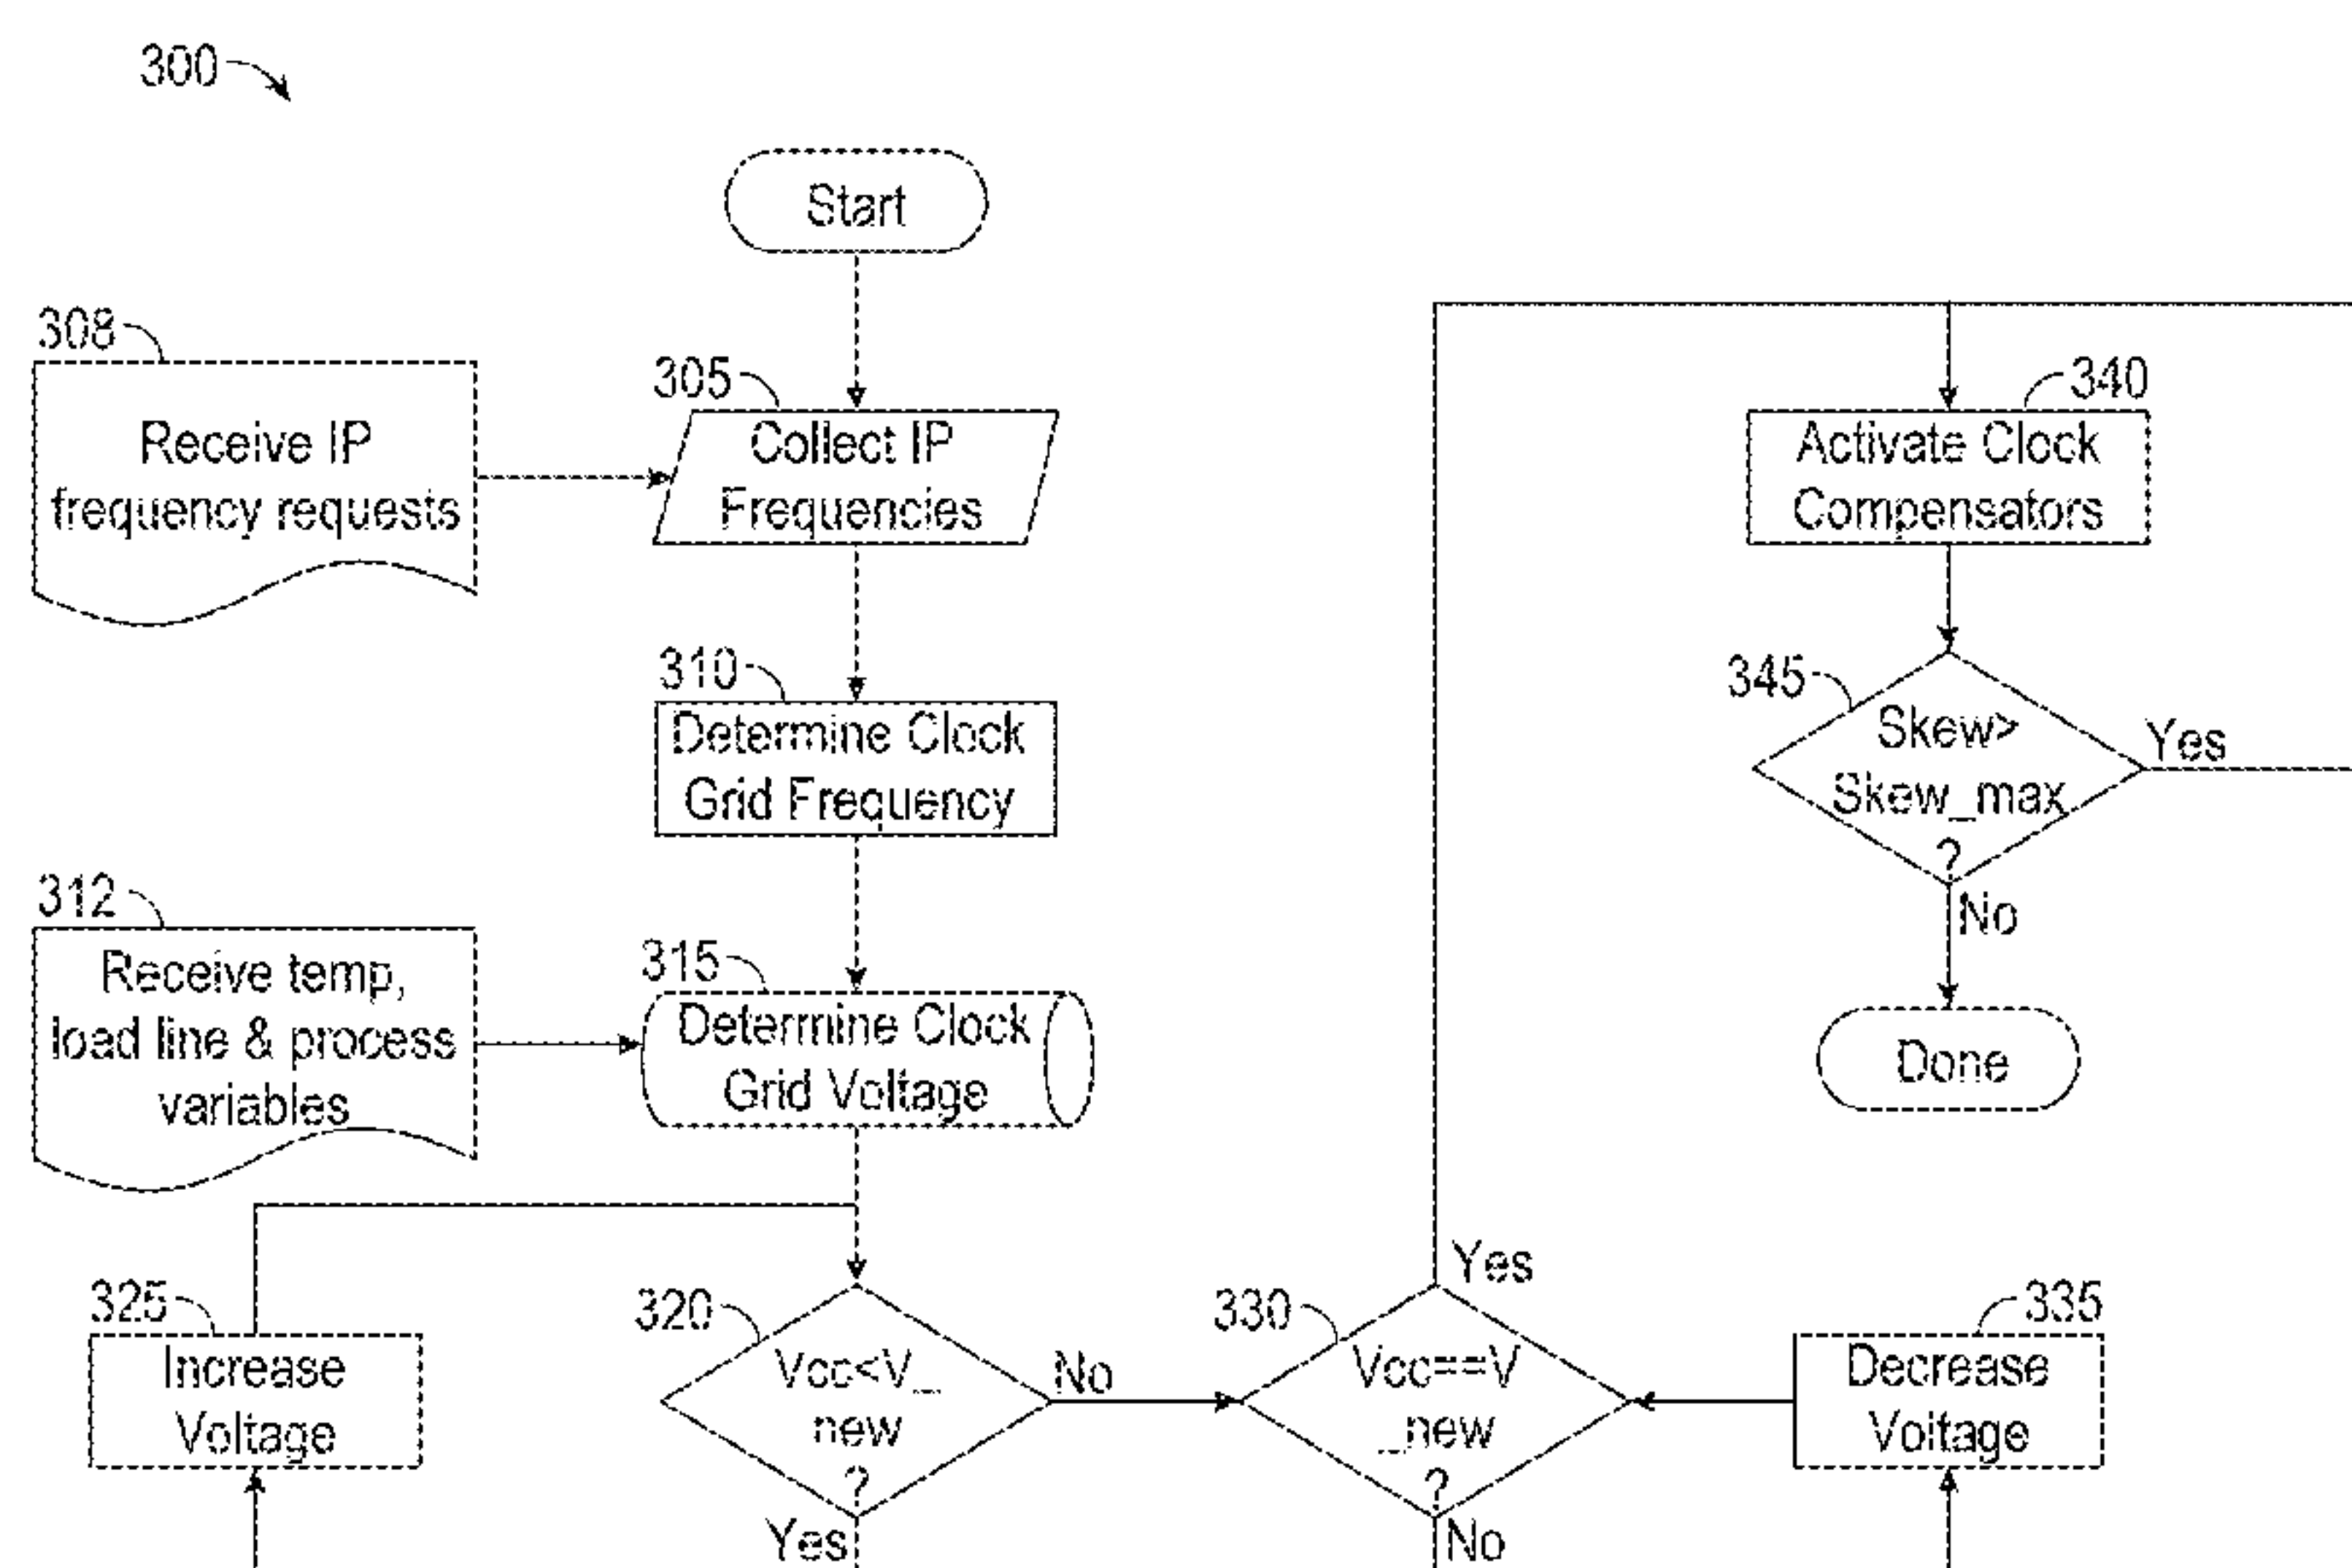 300
Start
308
Receive IP
frequency requests
305
Collect IP
Frequencies
310
Determine Clock
Grid Frequency
312
Receive temp,
load line & process
variables
315
Determine Clock
Grid Voltage
325
Increase
Voltage
320
Vcc<V_
new
?
No
Yes
330
Vcc==V
_new
?
Yes
No
335
Decrease
Voltage
340
Activate Clock
Compensators
345
Skew>
Skew_max
?
Yes
No
Done